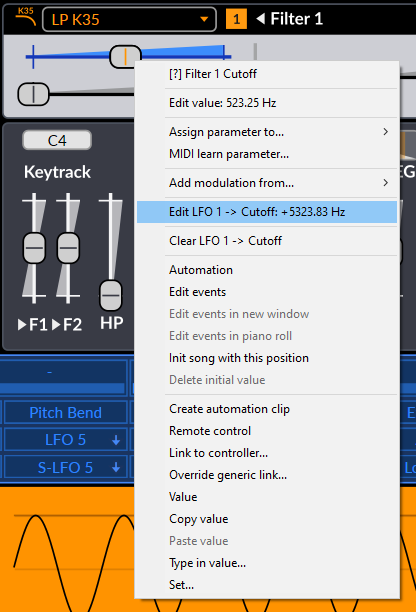 K35
LP K35
1
Filter 1
[?] Filter 1 Cutoff
Edit value: 523.25 Hz
Assign parameter to...
MIDI learn parameter...
Add modulation from...
Edit LFO 1 -> Cutoff: +5323.83 Hz
Clear LFO 1 -> Cutoff
Automation
Edit events
Edit events in new window
Edit events in piano roll
Init song with this position
Delete initial value
Create automation clip
Remote control
Link to controller...
Override generic link...
Value
Copy value
Paste value
Type in value...
Set...
C4
Keytrack
EG
F1
F2
HP
-
Pitch Bend
LFO 5
S-LFO 5
E
Lo